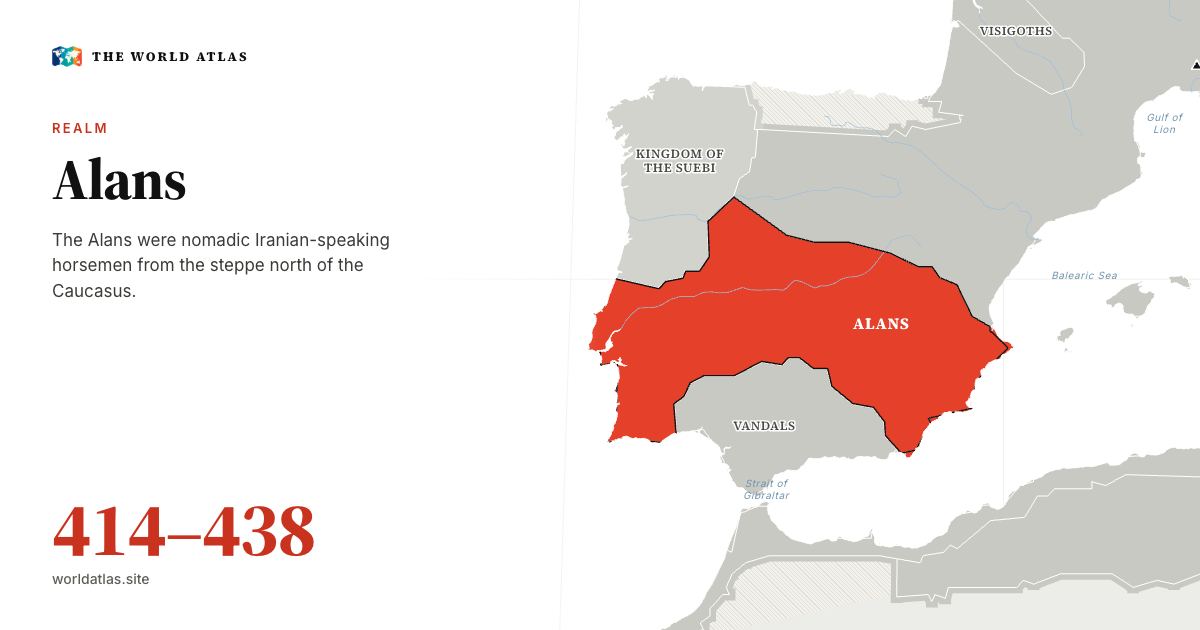 THE WORLD ATLAS
REALM
Alans
The Alans were nomadic Iranian-speaking
horsemen from the steppe north of the
Caucasus.
414–438
worldatlas.site
VISIGOTHS
Gulf of
Lion
KINGDOM OF
THE SUEBI
Balearic Sea
ALANS
VANDALS
Strait of
Gibraltar